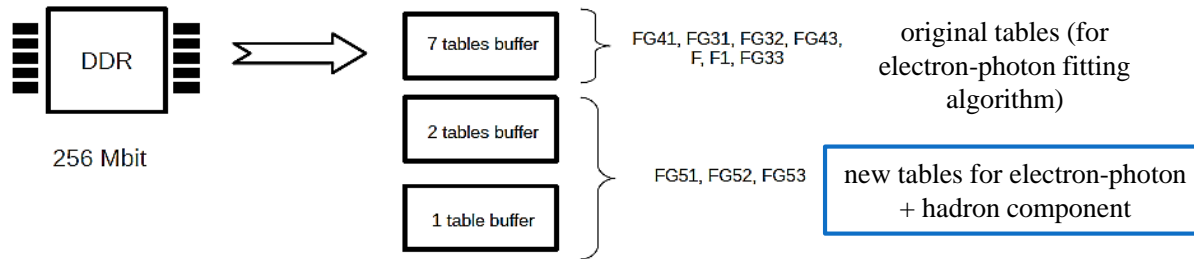 DDR
256 Mbit
7 tables buffer
FG41, FG31, FG32, FG43,
F, F1, FG33
original tables (for
electron-photon fitting
algorithm)
2 tables buffer
1 table buffer
FG51, FG52, FG53
new tables for electron-photon
+ hadron component